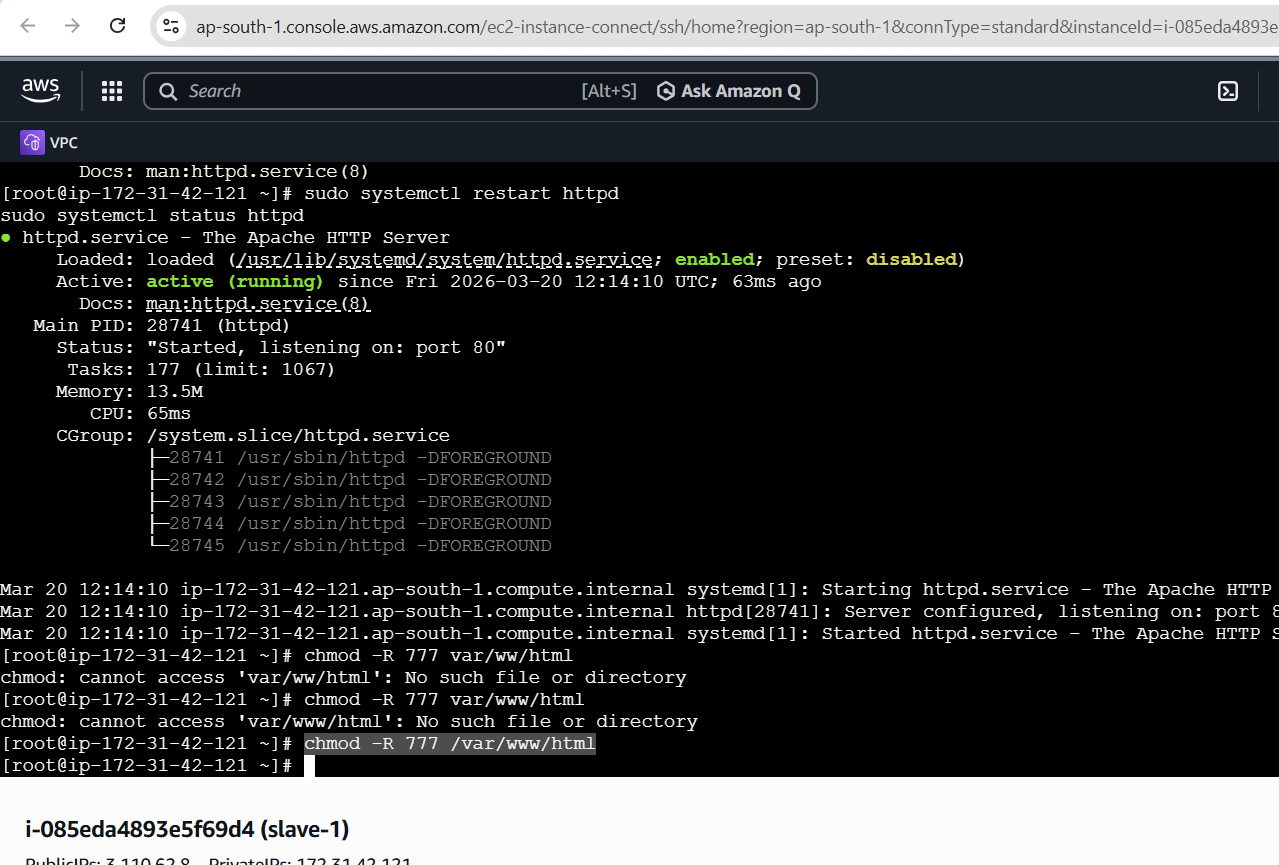 ap-south-1.console.aws.amazon.com/ec2-instance-connect/ssh/home?region=ap-south-1&connType=standard&instanceId=i-085eda4893e
aws Search [Alt+S] Ask Amazon Q
VPC
Docs: man:httpd.service(8)
[root@ip-172-31-42-121 ~]# sudo systemctl restart httpd
sudo systemctl status httpd
● httpd.service - The Apache HTTP Server
Loaded: loaded (/usr/lib/systemd/system/httpd.service; enabled; preset: disabled)
Active: active (running) since Fri 2026-03-20 12:14:10 UTC; 63ms ago
Docs: man:httpd.service(8)
Main PID: 28741 (httpd)
Status: "Started, listening on: port 80"
Tasks: 177 (limit: 1067)
Memory: 13.5M
CPU: 65ms
CGroup: /system.slice/httpd.service
├─28741 /usr/sbin/httpd -DFOREGROUND
├─28742 /usr/sbin/httpd -DFOREGROUND
├─28743 /usr/sbin/httpd -DFOREGROUND
├─28744 /usr/sbin/httpd -DFOREGROUND
└─28745 /usr/sbin/httpd -DFOREGROUND
Mar 20 12:14:10 ip-172-31-42-121.ap-south-1.compute.internal systemd[1]: Starting httpd.service - The Apache HTTP
Mar 20 12:14:10 ip-172-31-42-121.ap-south-1.compute.internal httpd[28741]: Server configured, listening on: port 8
Mar 20 12:14:10 ip-172-31-42-121.ap-south-1.compute.internal systemd[1]: Started httpd.service - The Apache HTTP S
[root@ip-172-31-42-121 ~]# chmod -R 777 var/ww/html
chmod: cannot access 'var/ww/html': No such file or directory
[root@ip-172-31-42-121 ~]# chmod -R 777 var/www/html
chmod: cannot access 'var/www/html': No such file or directory
[root@ip-172-31-42-121 ~]# chmod -R 777 /var/www/html
[root@ip-172-31-42-121 ~]#
i-085eda4893e5f69d4 (slave-1)
PublicIPs: 3.110.62.8 PrivateIPs: 172.31.42.121